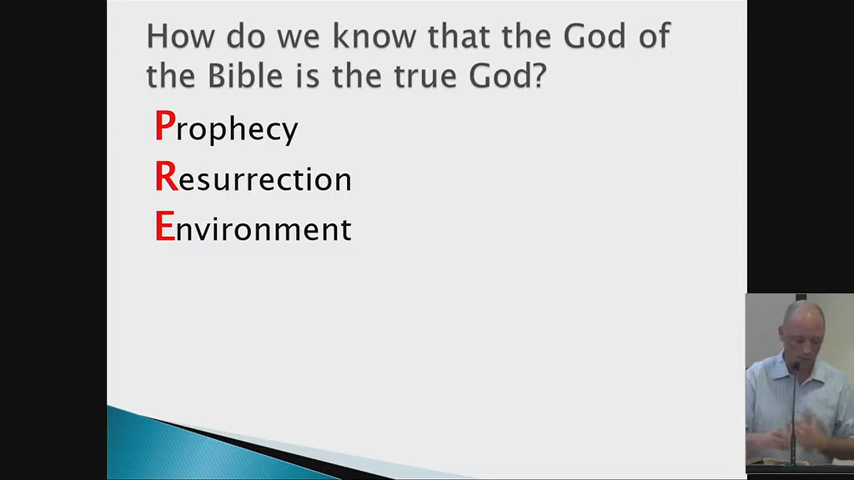 How do we know that the God of
the Bible is the true God?
Prophecy
Resurrection
Environment